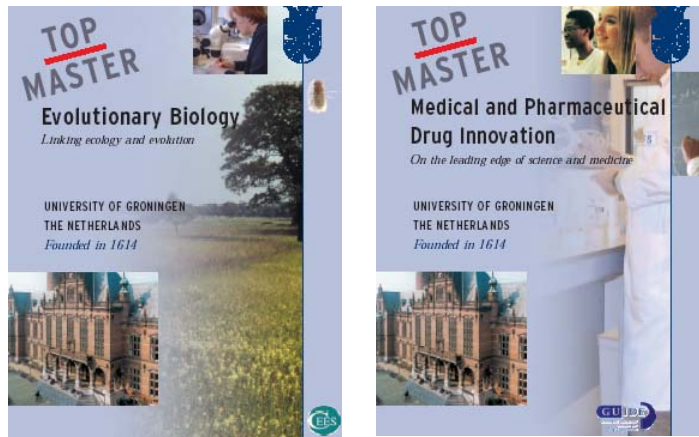 TOP
MASTER
Evolutionary Biology
Linking ecology and evolution
UNIVERSITY OF GRONINGEN
THE NETHERLANDS
Founded in 1614
CEES
TOP
MASTER
Medical and Pharmaceutical
Drug Innovation
On the leading edge of science and medicine
UNIVERSITY OF GRONINGEN
THE NETHERLANDS
Founded in 1614
GUIDE